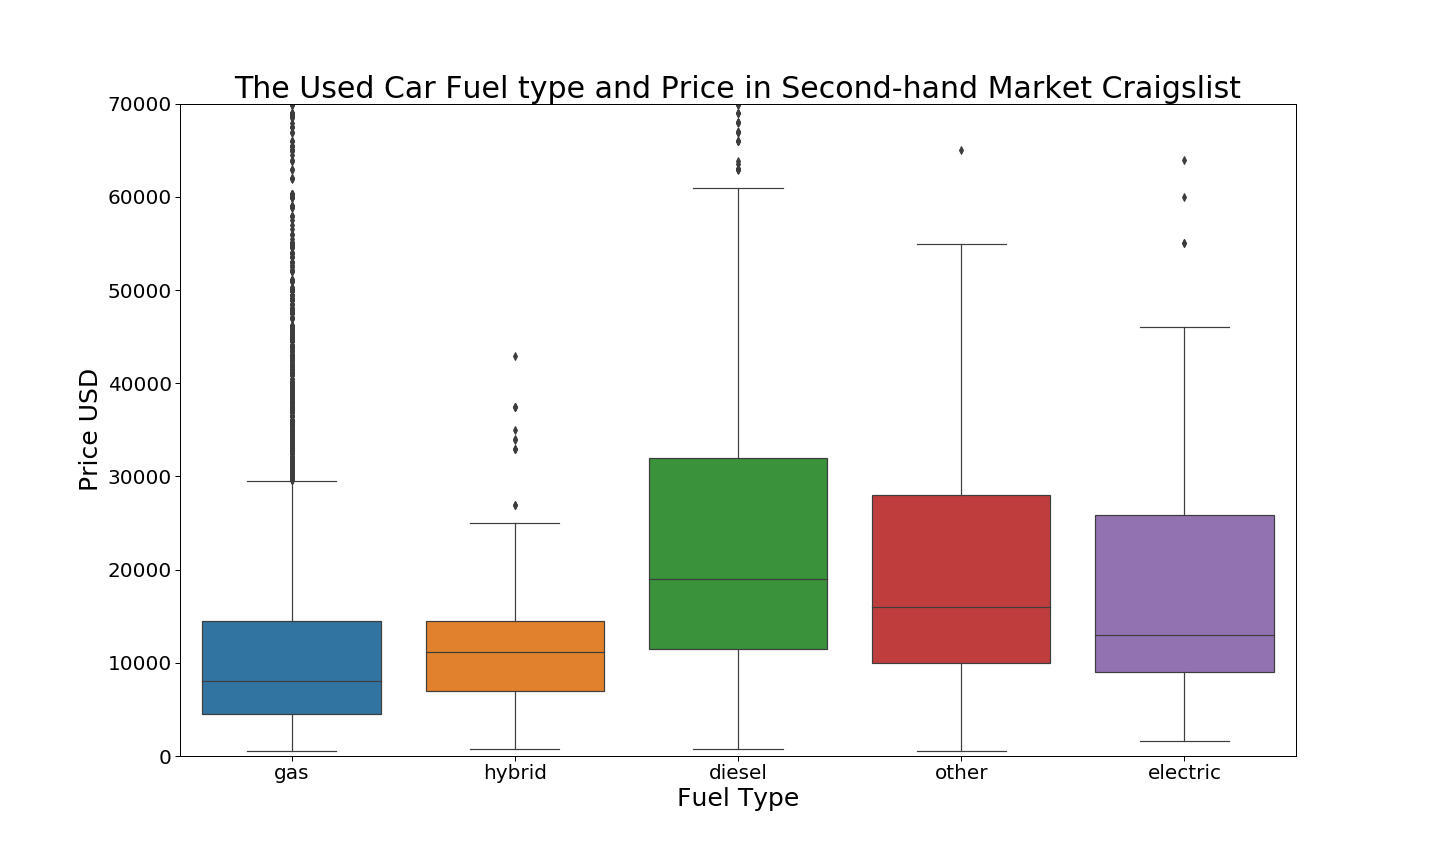 The Used Car Fuel type and Price in Second-hand Market Craigslist
70000
60000
50000
40000
30000
20000
10000
0
Price USD
gas hybrid diesel other electric
Fuel Type